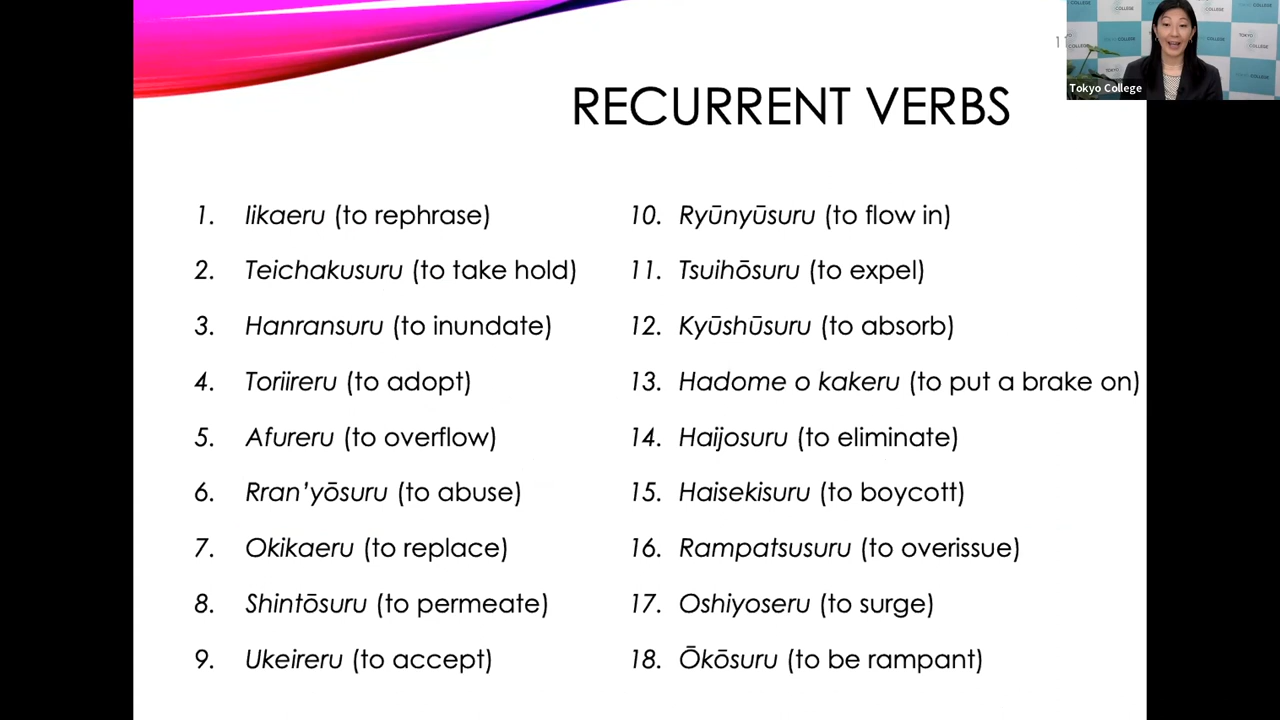 RECURRENT VERBS
1. Iikaeru (to rephrase)
2. Teichakusuru (to take hold)
3. Hanransuru (to inundate)
4. Toriireru (to adopt)
5. Afureru (to overflow)
6. Rran'yōsuru (to abuse)
7. Okikaeru (to replace)
8. Shintōsuru (to permeate)
9. Ukeireru (to accept)
10. Ryūnyūsuru (to flow in)
11. Tsuihōsuru (to expel)
12. Kyūshūsuru (to absorb)
13. Hadome o kakeru (to put a brake on)
14. Haijosuru (to eliminate)
15. Haisekisuru (to boycott)
16. Rampatsusuru (to overissue)
17. Oshiyoseru (to surge)
18. Ōkōsuru (to be rampant)
Tokyo College